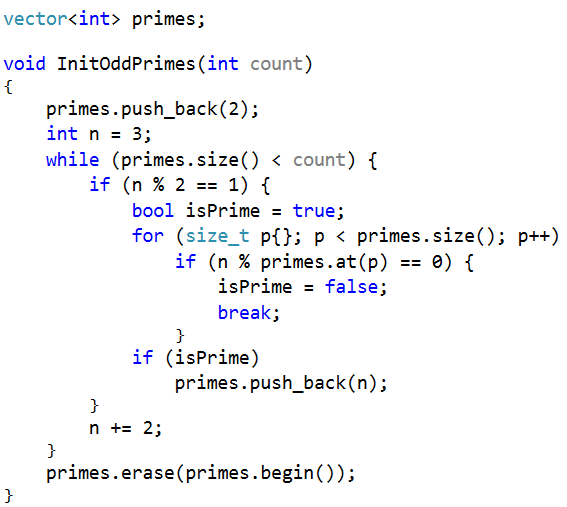 vector<int> primes;
void InitOddPrimes(int count)
{
    primes.push_back(2);
    int n = 3;
    while (primes.size() < count) {
        if (n % 2 == 1) {
            bool isPrime = true;
            for (size_t p{}; p < primes.size(); p++)
                if (n % primes.at(p) == 0) {
                    isPrime = false;
                    break;
                }
            if (isPrime)
                primes.push_back(n);
        }
        n += 2;
    }
    primes.erase(primes.begin());
}